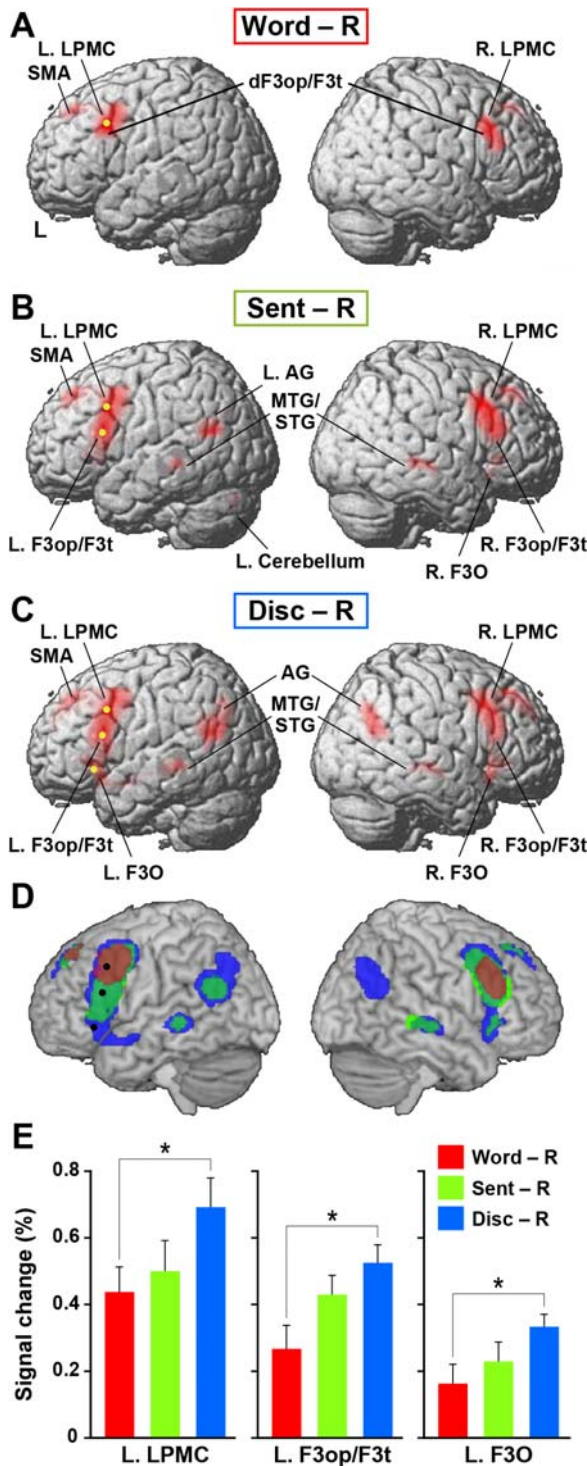 A
Word – R
L. LPMC
R. LPMC
SMA
dF3op/F3t
L
B
Sent – R
L. LPMC
R. LPMC
SMA
L. AG
MTG/
STG
L. F3op/F3t
R. F3op/F3t
L. Cerebellum
R. F3O
C
Disc – R
L. LPMC
R. LPMC
SMA
AG
MTG/
STG
L. F3op/F3t
R. F3op/F3t
L. F3O
R. F3O
D
E
Signal change (%)
0.8
0.6
0.4
0.2
0
*
*
*
Word – R
Sent – R
Disc – R
L. LPMC
L. F3op/F3t
L. F3O